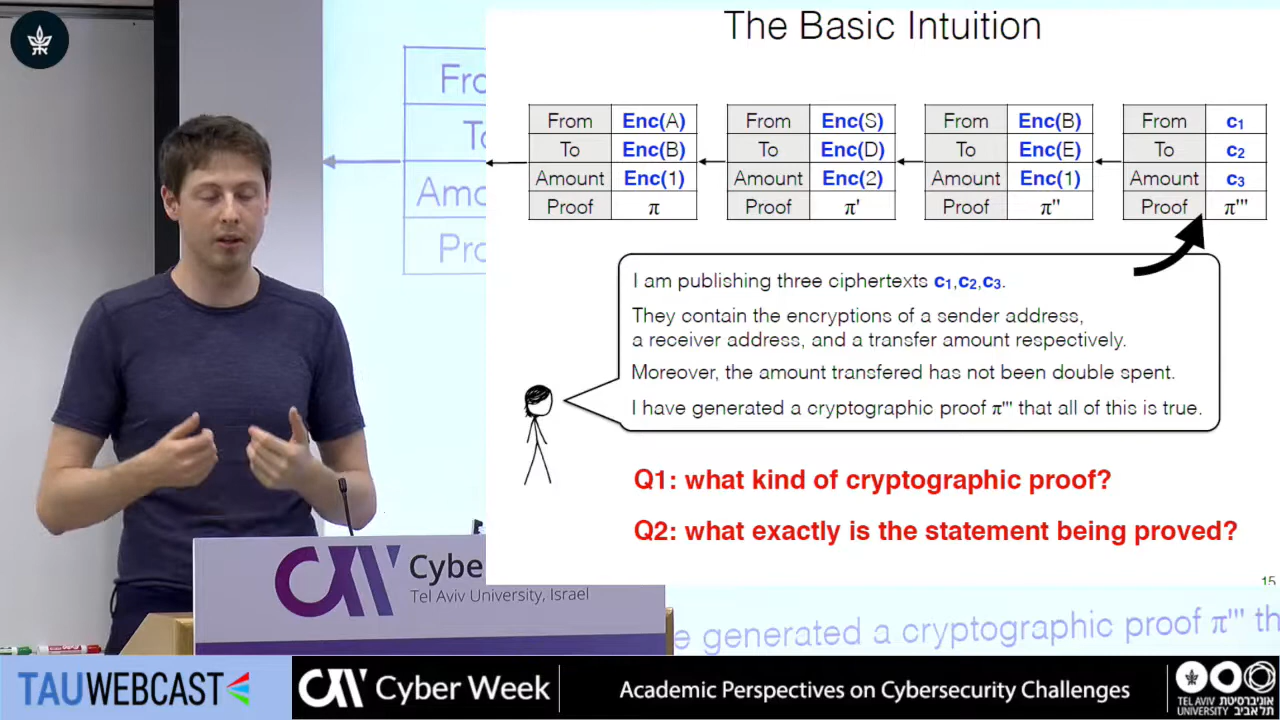 The Basic Intuition
From Enc(A) From Enc(S) From Enc(B) From c1
To Enc(B) To Enc(D) To Enc(E) To c2
Amount Enc(1) Amount Enc(2) Amount Enc(1) Amount c3
Proof π Proof π' Proof π'' Proof π'''
I am publishing three ciphertexts c1,c2,c3.
They contain the encryptions of a sender address,
a receiver address, and a transfer amount respectively.
Moreover, the amount transfered has not been double spent.
I have generated a cryptographic proof π''' that all of this is true.
Q1: what kind of cryptographic proof?
Q2: what exactly is the statement being proved?
15
Fro
To
Amo
Pro
Cybe
Tel Aviv University, Israel
e generated a cryptographic proof π''' th
TAUWEBCAST
Cyber Week
Academic Perspectives on Cybersecurity Challenges
TEL AVIV אוניברסיטת
UNIVERSITY תל אביב